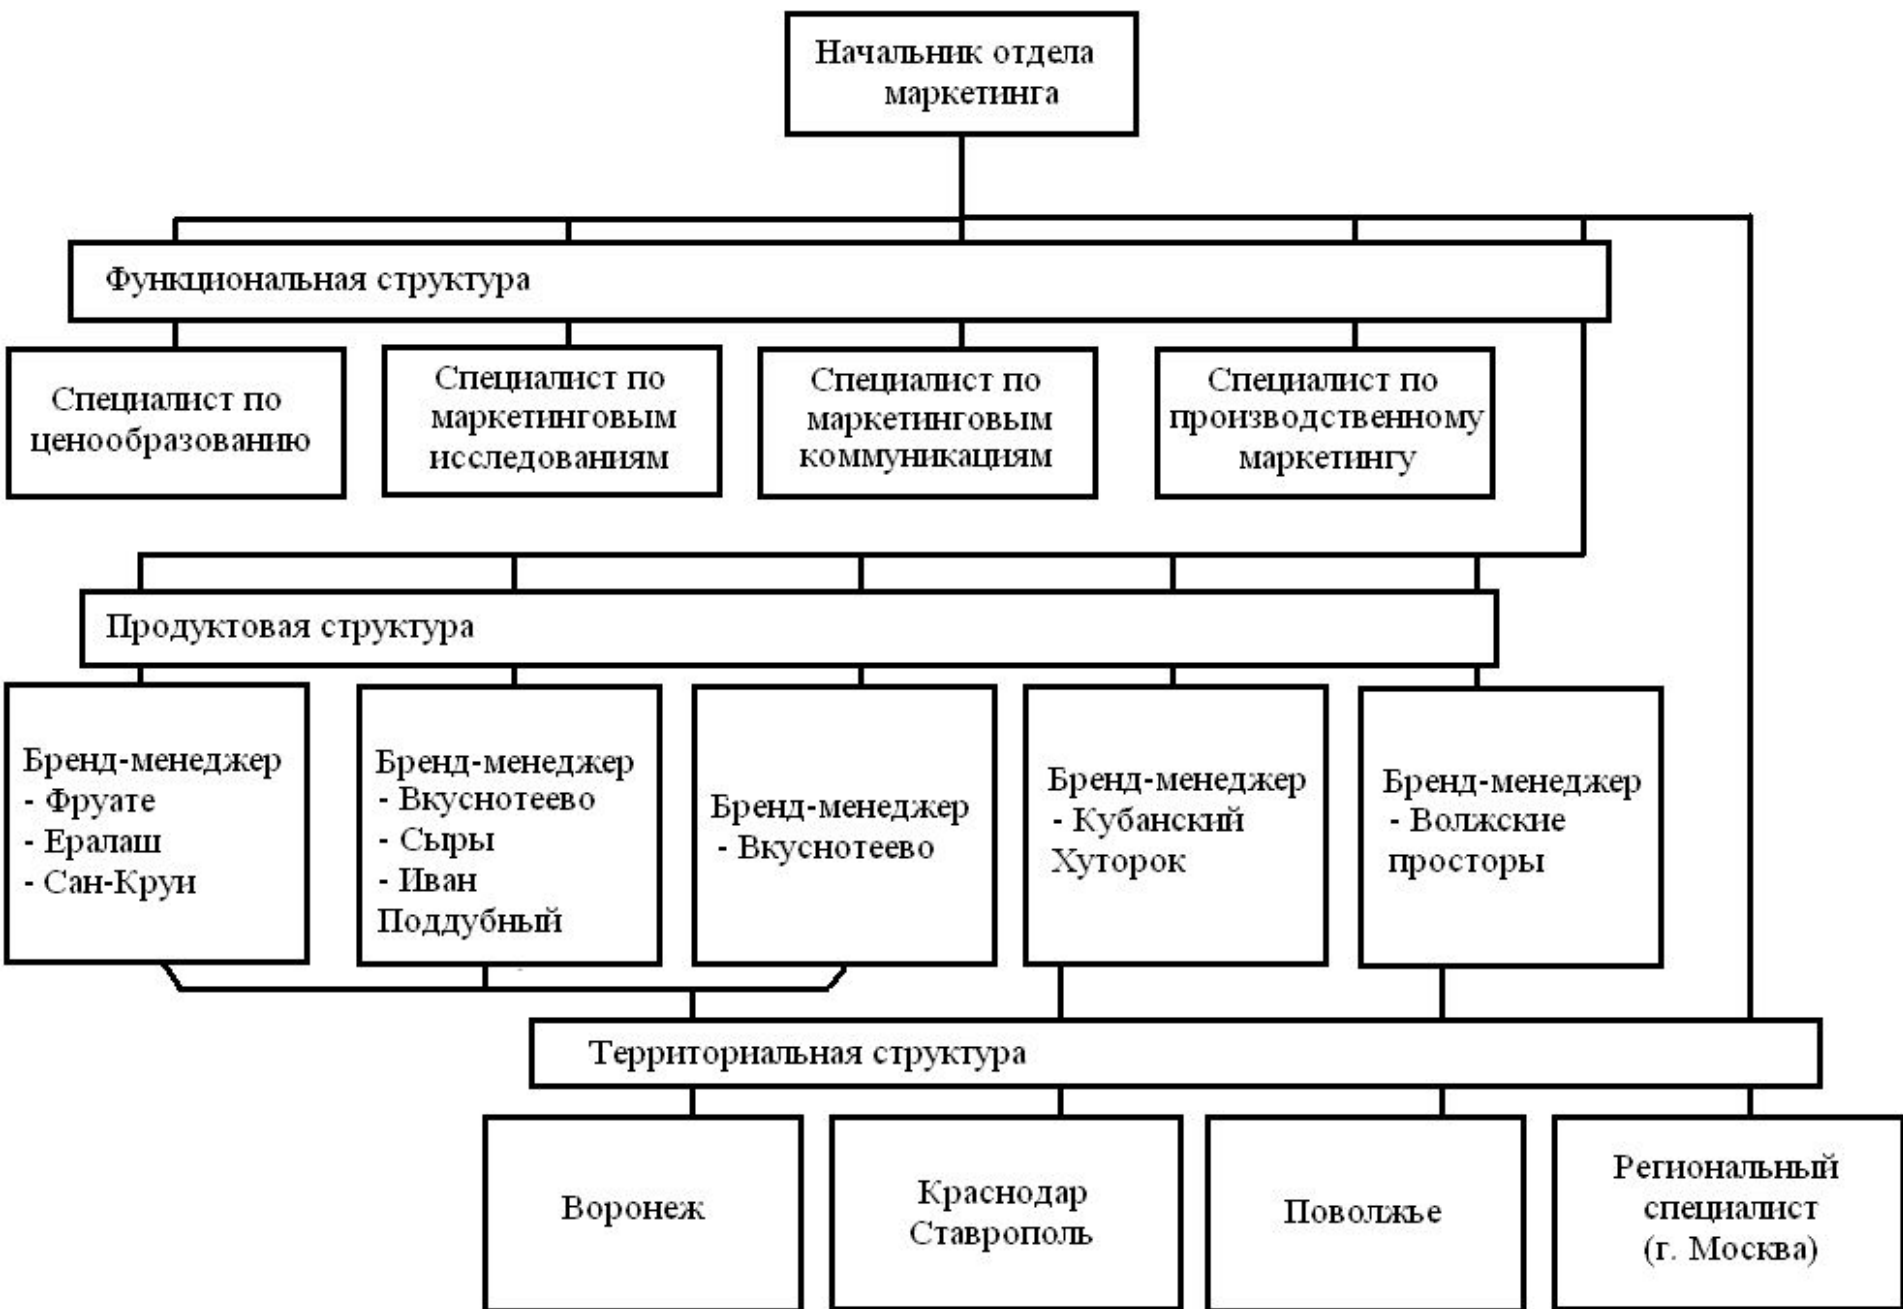 Начальник отдела
маркетинга
Функциональная структура
Специалист по
ценообразованию
Специалист по
маркетинговым
исследованиям
Специалист по
маркетинговым
коммуникациям
Специалист по
производственному
маркетингу
Продуктовая структура
Бренд-менеджер
- Фруате
- Ералаш
- Сан-Круи
Бренд-менеджер
- Вкуснотеево
- Сыры
- Иван
Поддубный
Бренд-менеджер
- Вкуснотеево
Бренд-менеджер
- Кубанский
Хуторок
Бренд-менеджер
- Волжские
просторы
Территориальная структура
Воронеж
Краснодар
Ставрополь
Поволжье
Региональный
специалист
(г. Москва)